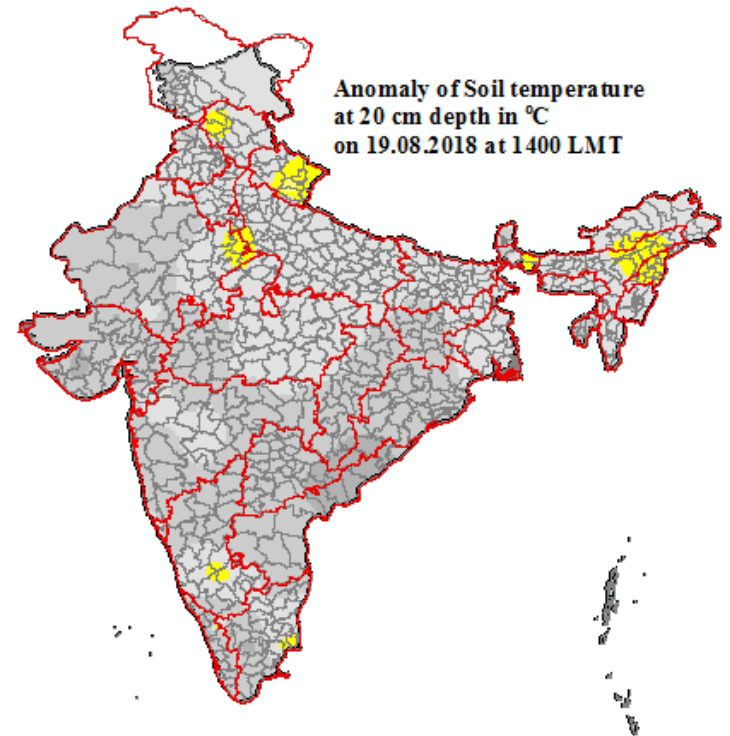 Anomaly of Soil temperature
at 20 cm depth in ⁰C
on 19.08.2018 at 1400 LMT